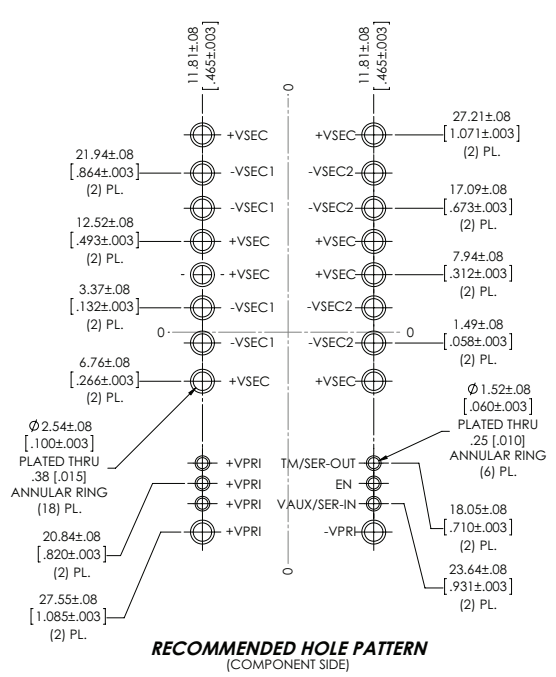 11.81±.08
[.465±.003]
11.81±.08
[.465±.003]
0
27.21±.08
[1.071±.003]
(2) PL.
+VSEC
+VSEC
21.94±.08
[.864±.003]
(2) PL.
-VSEC1
-VSEC2
17.09±.08
[.673±.003]
(2) PL.
-VSEC1
-VSEC2
12.52±.08
[.493±.003]
(2) PL.
+VSEC
+VSEC
7.94±.08
[.312±.003]
(2) PL.
+VSEC
+VSEC
3.37±.08
[.132±.003]
(2) PL.
-VSEC1
-VSEC2
1.49±.08
[.058±.003]
(2) PL.
0
0
-VSEC1
-VSEC2
6.76±.08
[.266±.003]
(2) PL.
+VSEC
+VSEC
Ø 2.54±.08
[.100±.003]
PLATED THRU
.38 [.015]
ANNULAR RING
(18) PL.
Ø 1.52±.08
[.060±.003]
PLATED THRU
.25 [.010]
ANNULAR RING
(6) PL.
+VPRI
TM/SER-OUT
+VPRI
EN
+VPRI
VAUX/SER-IN
+VPRI
-VPRI
20.84±.08
[.820±.003]
(2) PL.
18.05±.08
[.710±.003]
(2) PL.
27.55±.08
[1.085±.003]
(2) PL.
23.64±.08
[.931±.003]
(2) PL.
0
RECOMMENDED HOLE PATTERN
(COMPONENT SIDE)